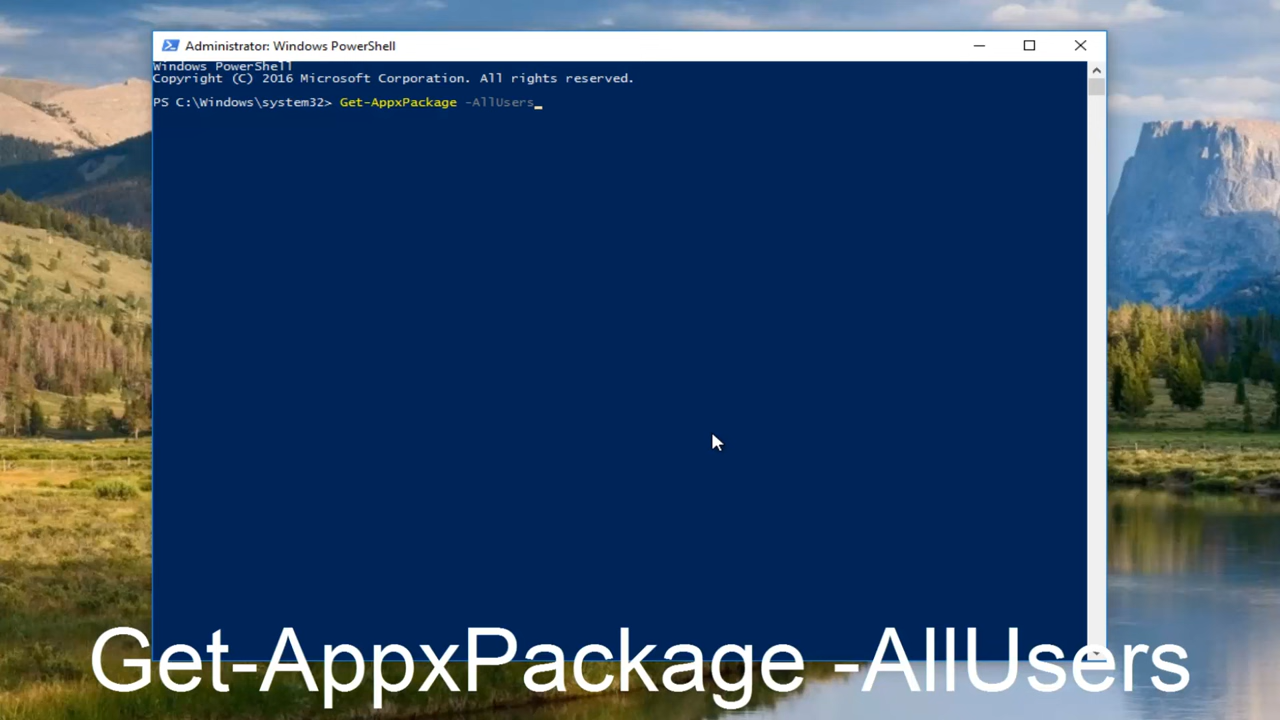 Administrator: Windows PowerShell
Windows PowerShell
Copyright (C) 2016 Microsoft Corporation. All rights reserved.
PS C:\Windows\system32> Get-AppxPackage -AllUsers
Get-AppxPackage -AllUsers